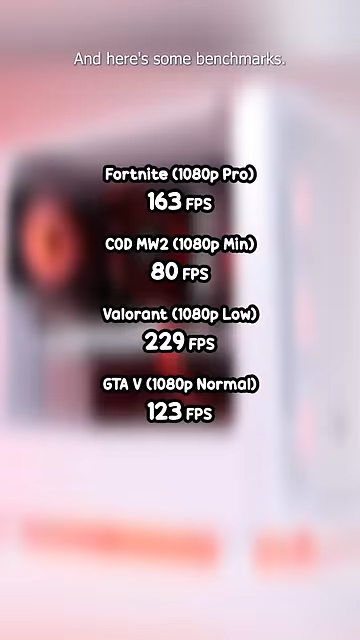 And here's some benchmarks.
Fortnite (1080p Pro)
163 FPS
COD MW2 (1080p Min)
80 FPS
Valorant (1080p Low)
229 FPS
GTA V (1080p Normal)
123 FPS